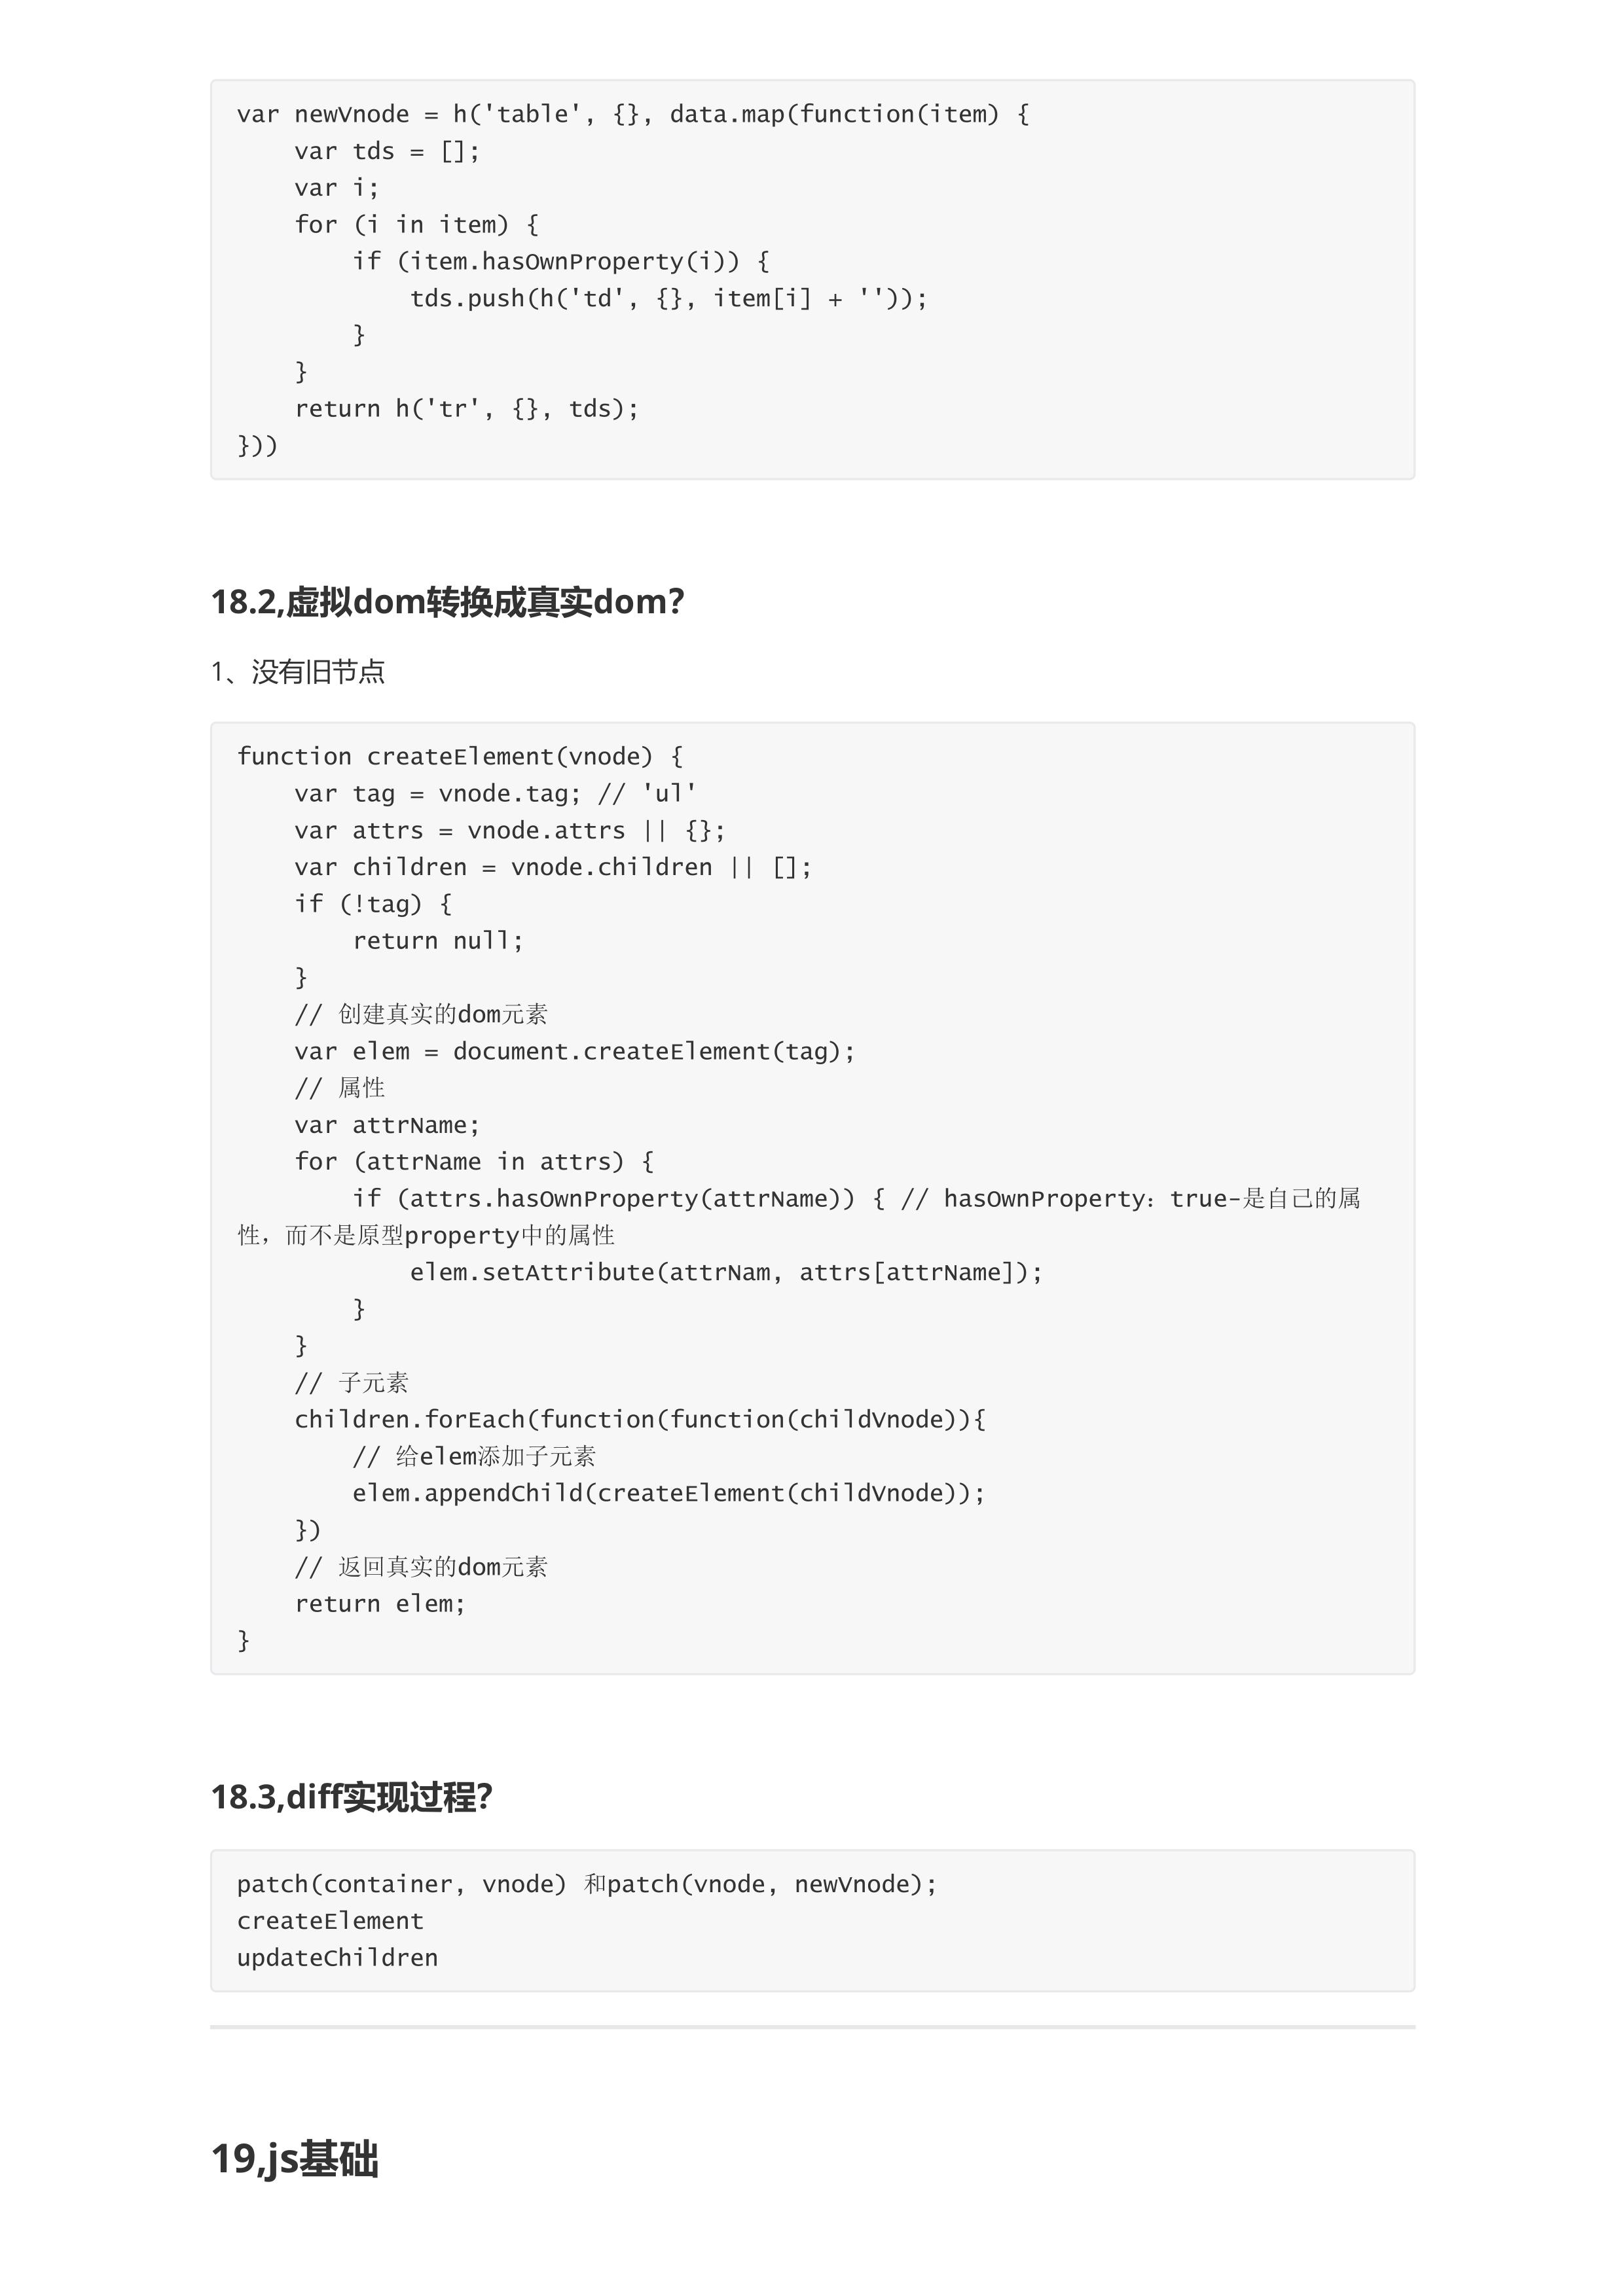 var newVnode = h('table', {}, data.map(function(item) {
    var tds = [];
    var i;
    for (i in item) {
        if (item.hasOwnProperty(i)) {
            tds.push(h('td', {}, item[i] + ''));
        }
    }
    return h('tr', {}, tds);
}))
18.2,虚拟dom转换成真实dom?
1、没有旧节点
function createElement(vnode) {
    var tag = vnode.tag; // 'ul'
    var attrs = vnode.attrs || {};
    var children = vnode.children || [];
    if (!tag) {
        return null;
    }
    // 创建真实的dom元素
    var elem = document.createElement(tag);
    // 属性
    var attrName;
    for (attrName in attrs) {
        if (attrs.hasOwnProperty(attrName)) { // hasOwnProperty：true-是自己的属
性，而不是原型property中的属性
            elem.setAttribute(attrNam, attrs[attrName]);
        }
    }
    // 子元素
    children.forEach(function(function(childVnode)){
        // 给elem添加子元素
        elem.appendChild(createElement(childVnode));
    })
    // 返回真实的dom元素
    return elem;
}
18.3,diff实现过程?
patch(container, vnode) 和patch(vnode, newVnode);
createElement
updateChildren
19,js基础